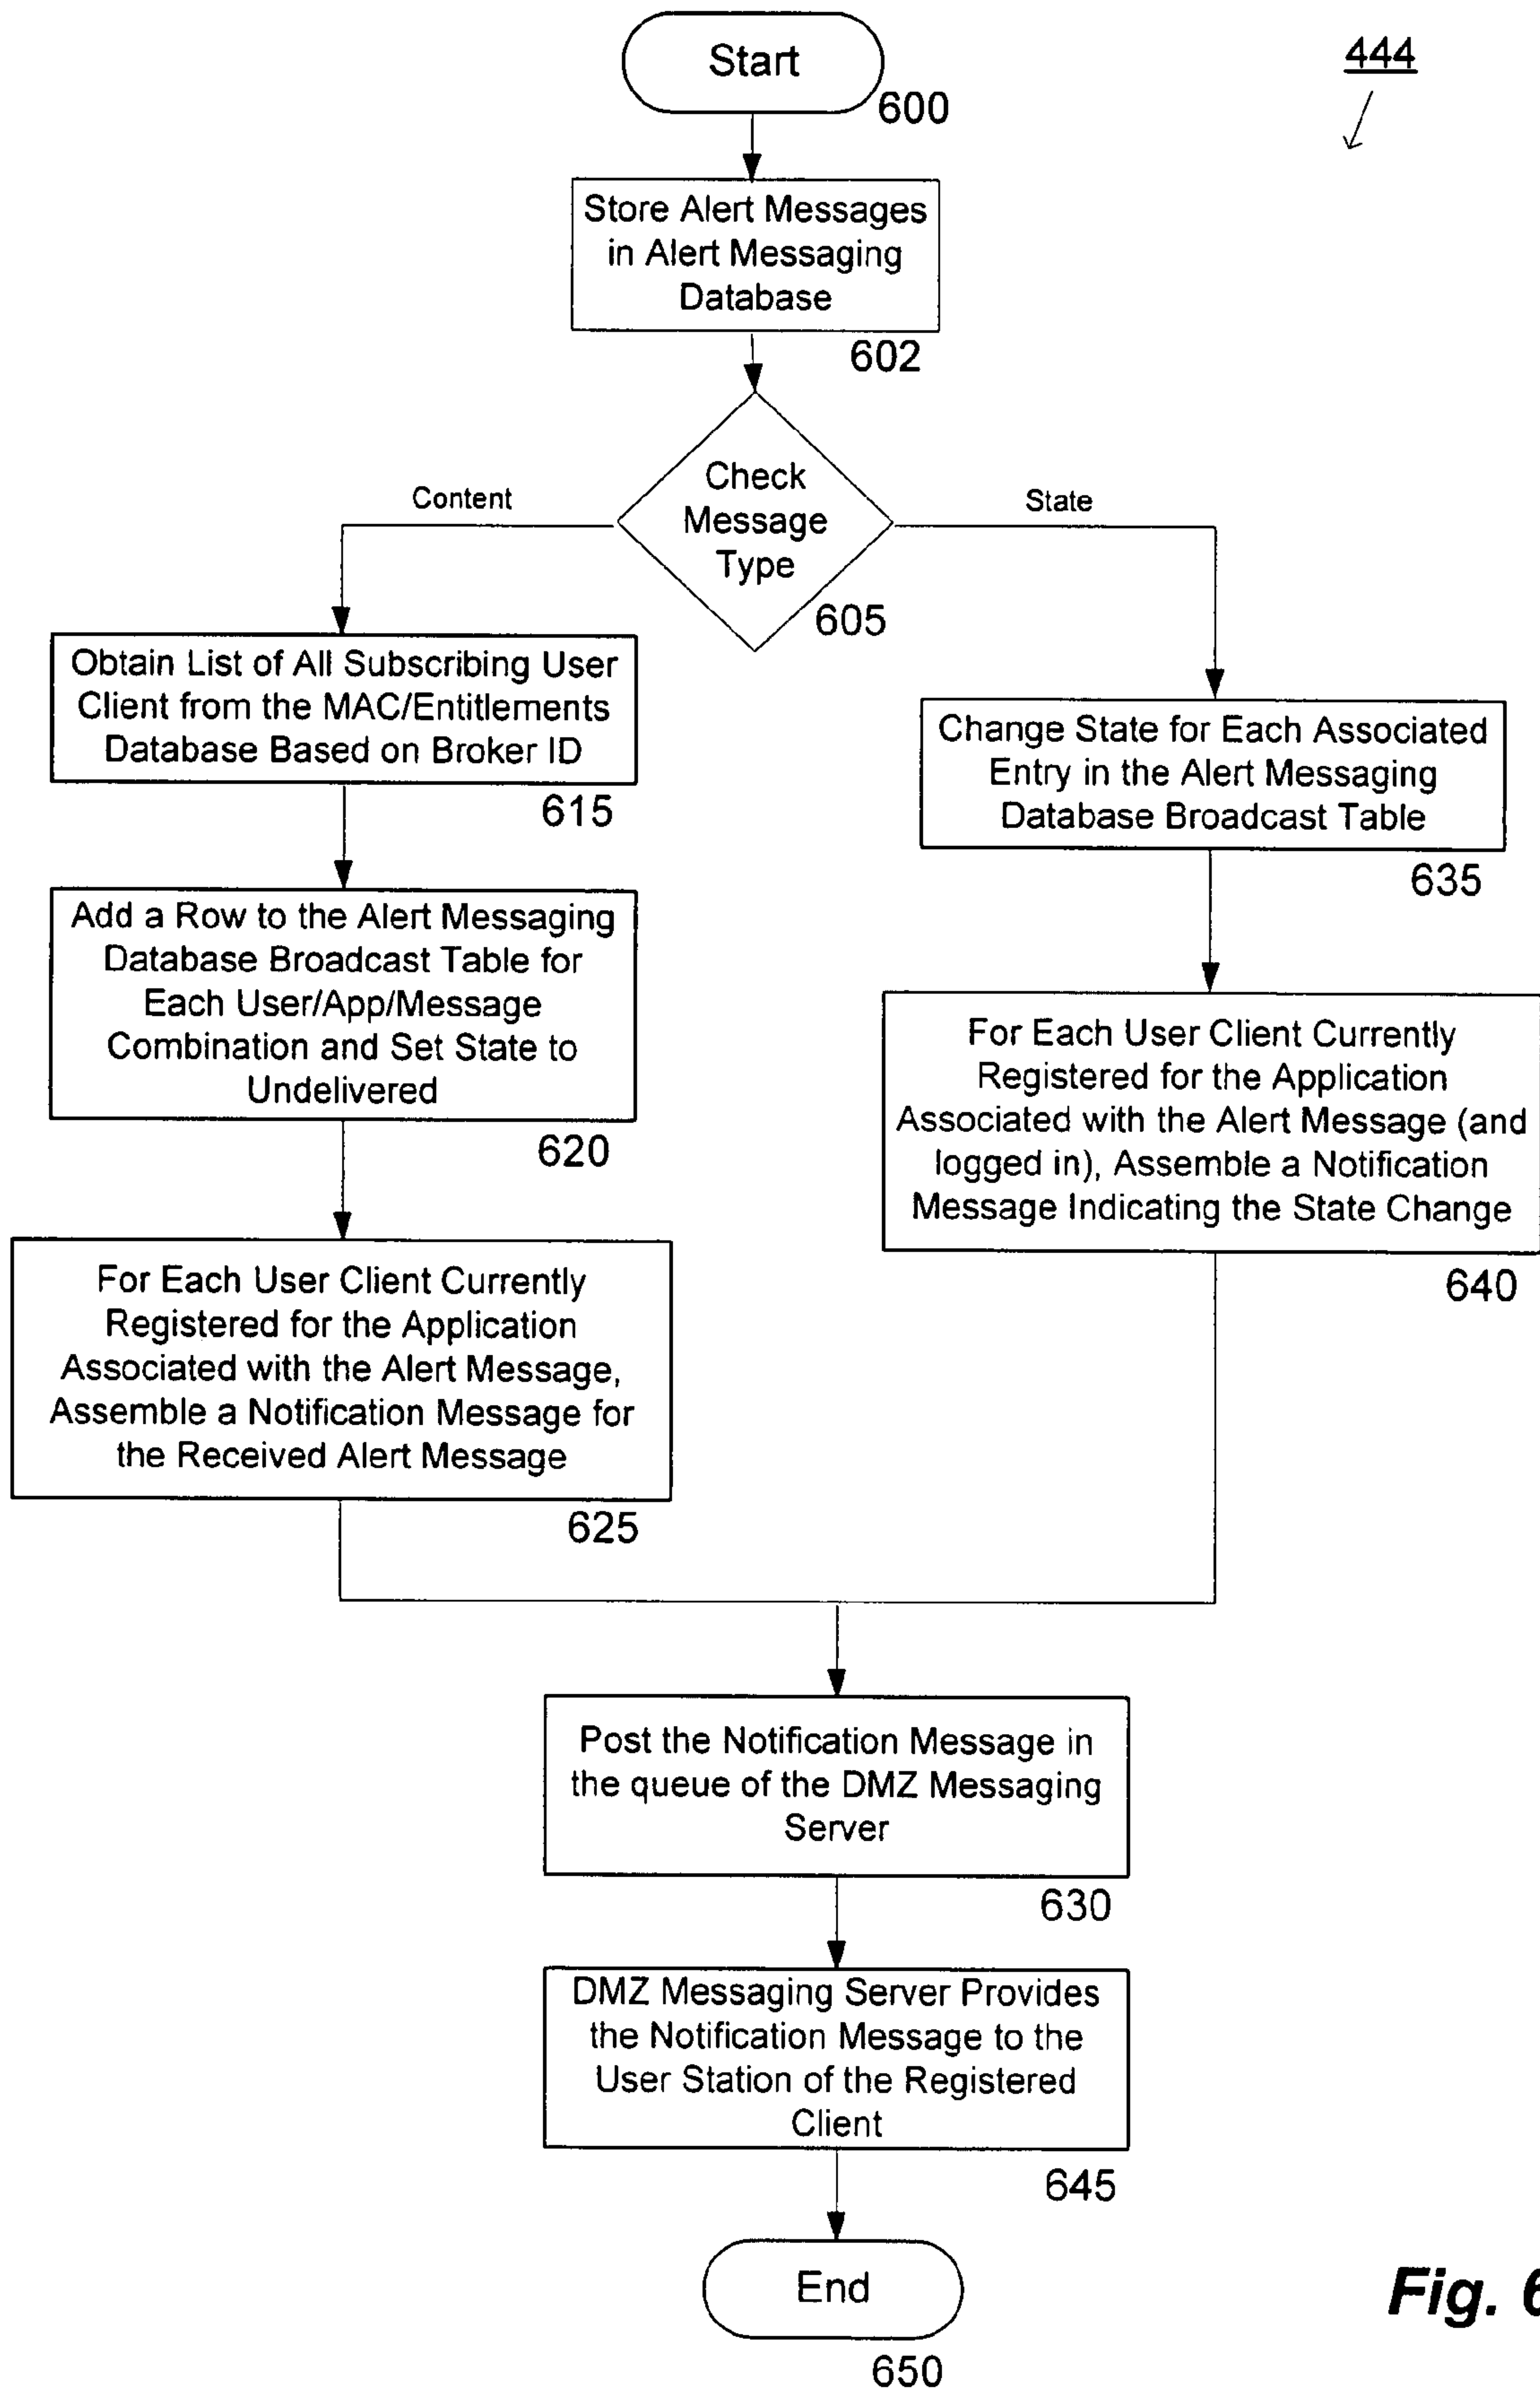 Start
600
444
Store Alert Messages
in Alert Messaging
Database
602
Check
Message
Type
605
Content
State
Obtain List of All Subscribing User
Client from the MAC/Entitlements
Database Based on Broker ID
615
Change State for Each Associated
Entry in the Alert Messaging
Database Broadcast Table
635
Add a Row to the Alert Messaging
Database Broadcast Table for
Each User/App/Message
Combination and Set State to
Undelivered
620
For Each User Client Currently
Registered for the Application
Associated with the Alert Message (and
logged in), Assemble a Notification
Message Indicating the State Change
640
For Each User Client Currently
Registered for the Application
Associated with the Alert Message,
Assemble a Notification Message for
the Received Alert Message
625
Post the Notification Message in
the queue of the DMZ Messaging
Server
630
DMZ Messaging Server Provides
the Notification Message to the
User Station of the Registered
Client
645
End
650
Fig. 6